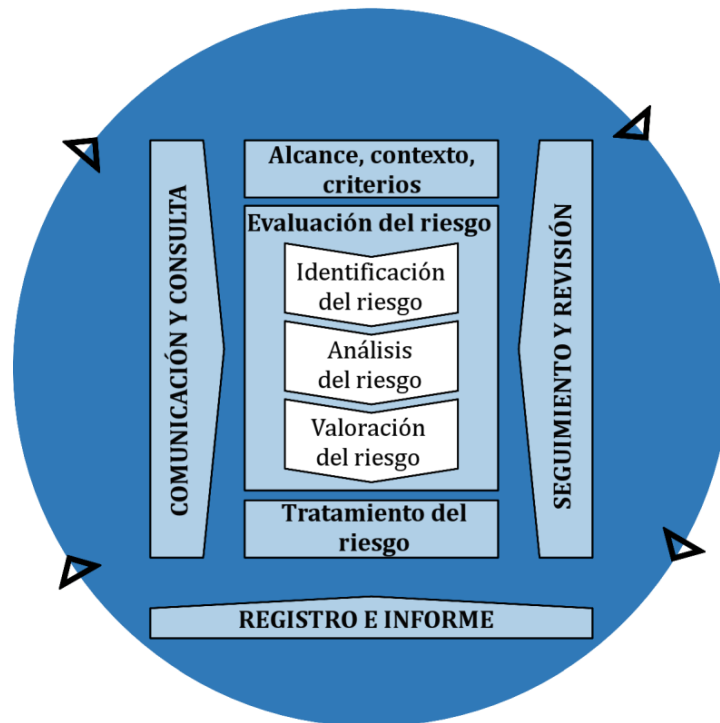 Alcance, contexto,
criterios
Evaluación del riesgo
Identificación
del riesgo
Análisis
del riesgo
Valoración
del riesgo
Tratamiento del
riesgo
COMUNICACIÓN Y CONSULTA
SEGUIMIENTO Y REVISIÓN
REGISTRO E INFORME